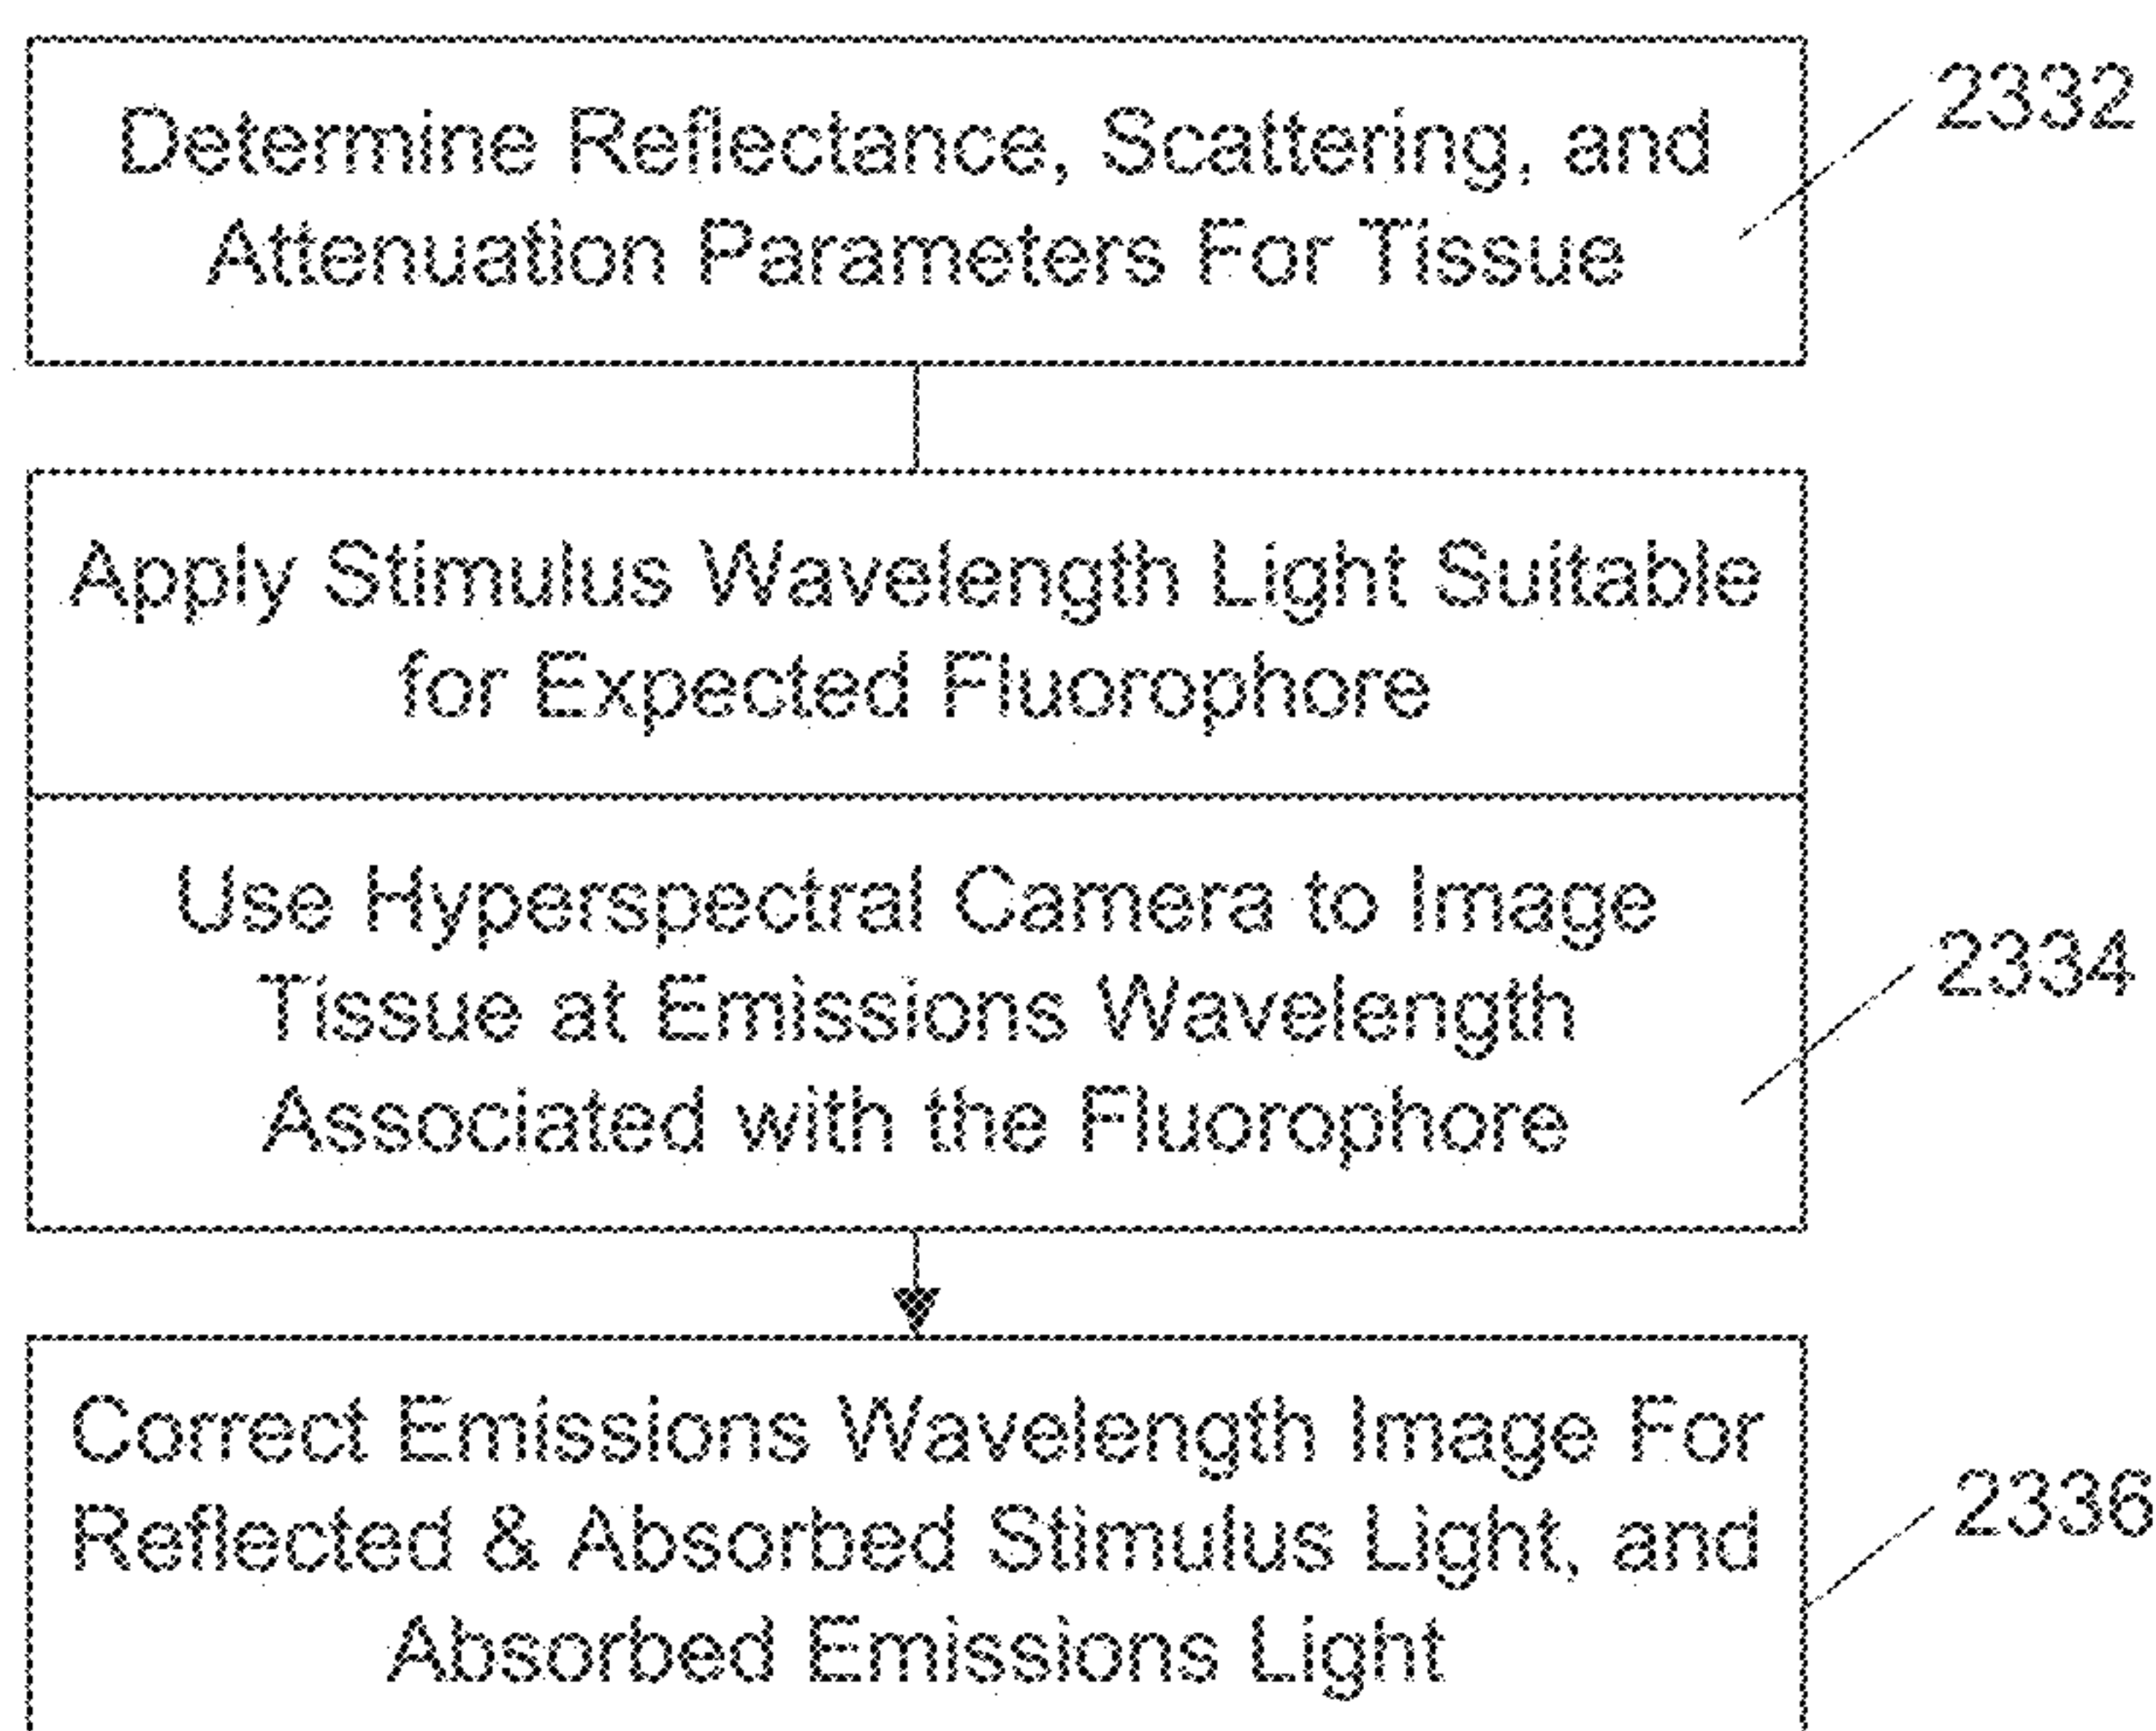 Determine Reflectance, Scattering, and
Attenuation Parameters For Tissue
2332
Apply Stimulus Wavelength Light Suitable
for Expected Fluorophore
Use Hyperspectral Camera to Image
Tissue at Emissions Wavelength
Associated with the Fluorophore
2334
Correct Emissions Wavelength Image For
Reflected & Absorbed Stimulus Light, and
Absorbed Emissions Light
2336